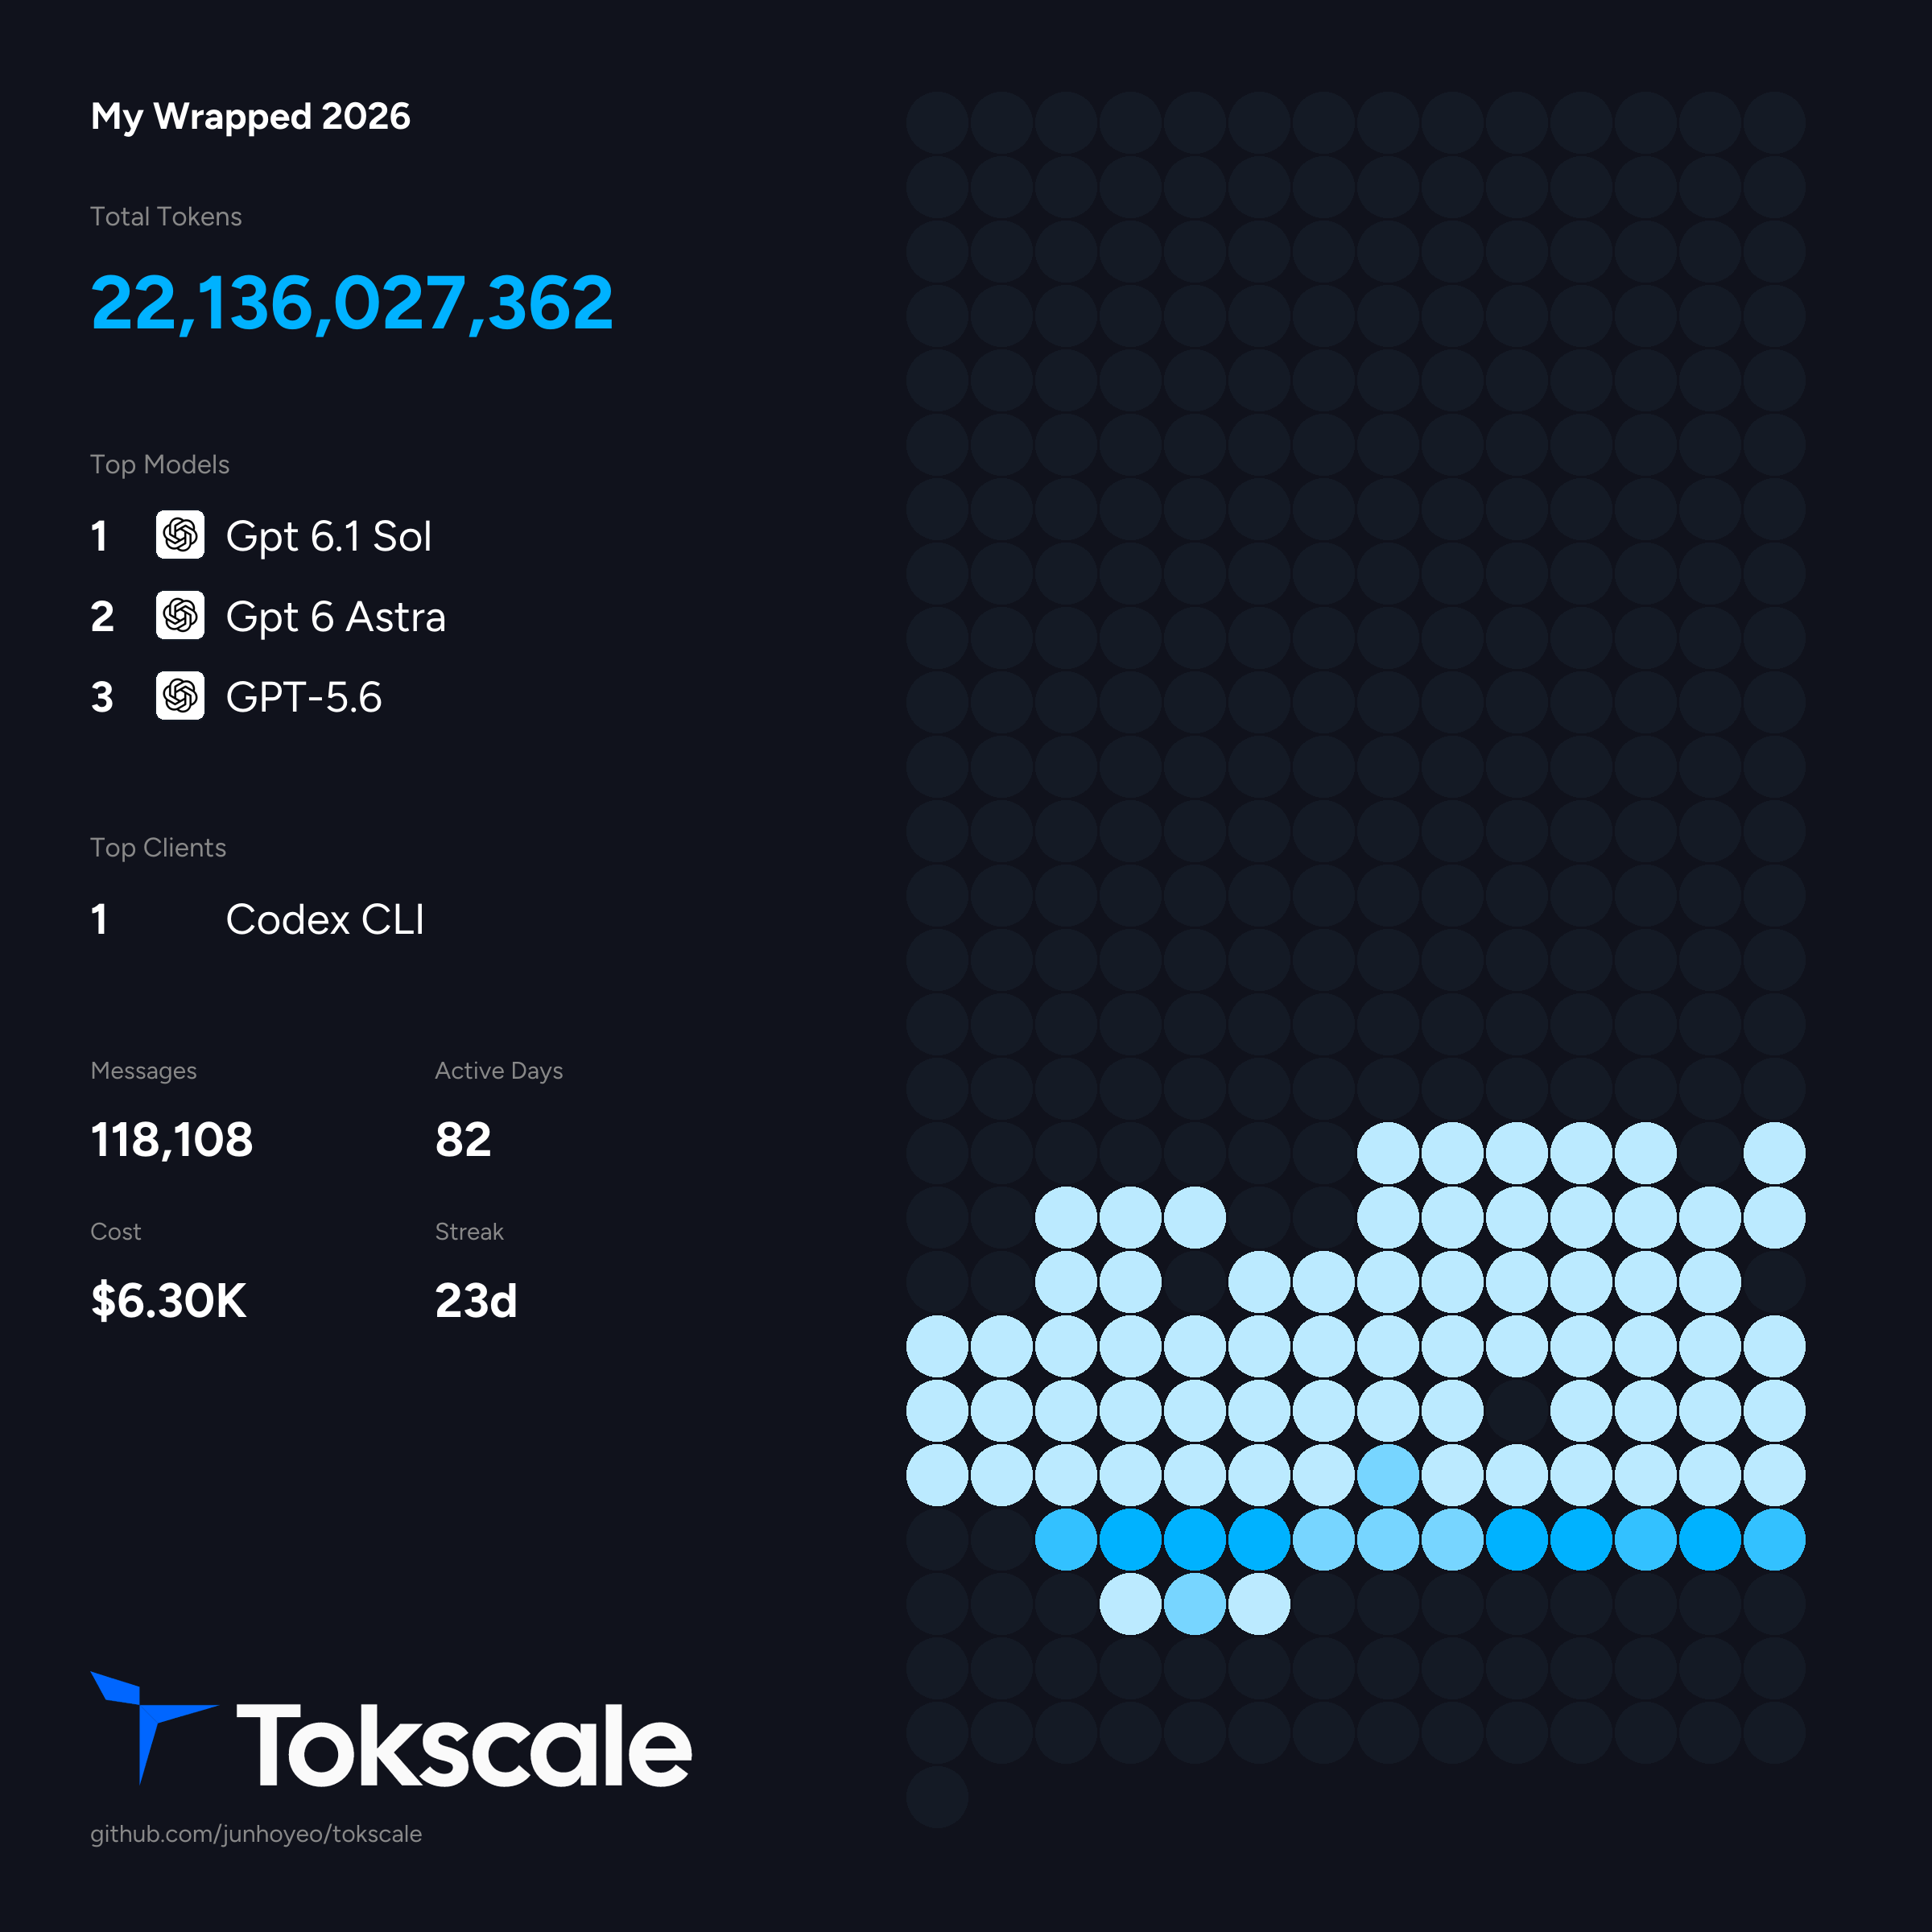 My Wrapped 2026
Total Tokens
22,136,027,362
Top Models
1 Gpt 6.1 Sol
2 Gpt 6 Astra
3 GPT-5.6
Top Clients
1 Codex CLI
Messages Active Days
118,108 82
Cost Streak
$6.30K 23d
Tokscale
github.com/junhoyeo/tokscale